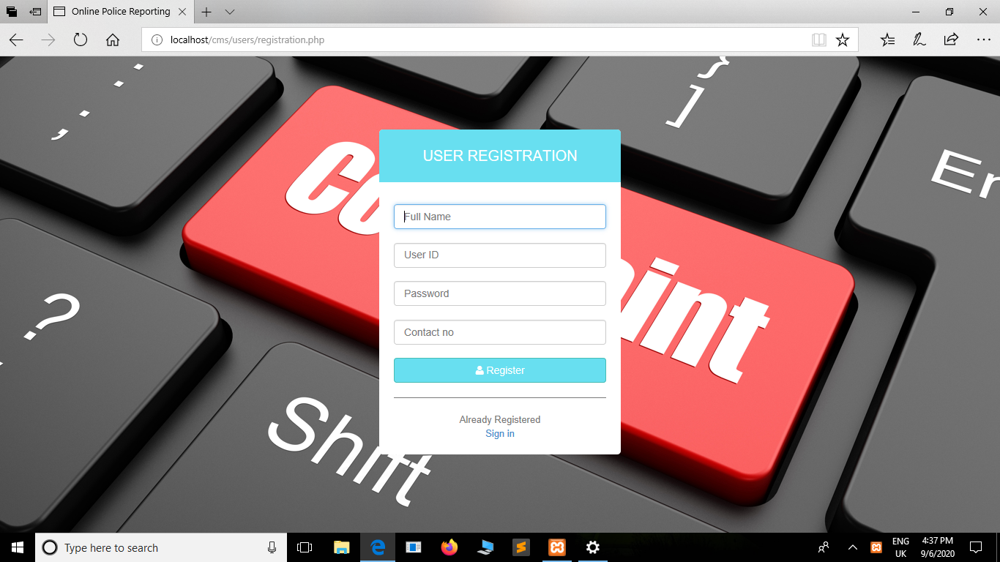 Online Police Reporting
localhost/cms/users/registration.php
: ;
} ]
Co
int
En
?
Shift
USER REGISTRATION
Full Name
User ID
Password
Contact no
Register
Already Registered
Sign in
Type here to search
ENG
UK
4:37 PM
9/6/2020